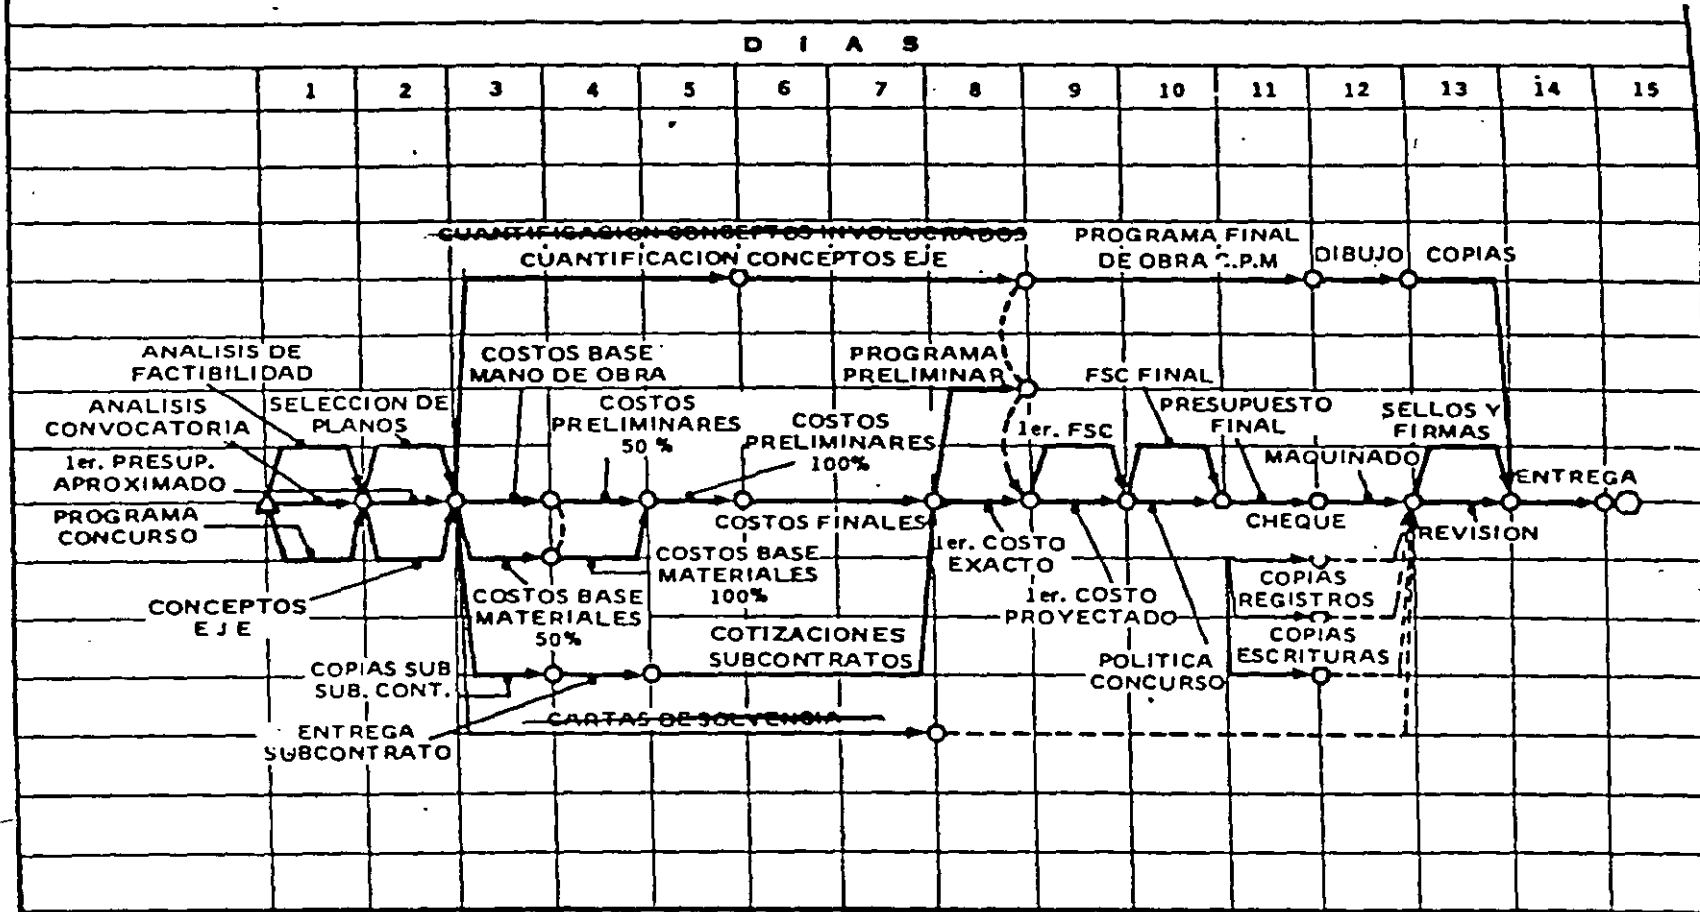 D I A S
1 2 3 4 5 6 7 8 9 10 11 12 13 14 15
CUANTIFICACION CONCEPTOS INVOLUCRADOS
CUANTIFICACION CONCEPTOS EJE
PROGRAMA FINAL
DE OBRA C.P.M
DIBUJO
COPIAS
ANALISIS DE
FACTIBILIDAD
COSTOS BASE
MANO DE OBRA
PROGRAMA
PRELIMINAR
FSC FINAL
ANALISIS
CONVOCATORIA
SELECCION DE
PLANOS
COSTOS
PRELIMINARES
50 %
COSTOS
PRELIMINARES
100%
1er. FSC
PRESUPUESTO
FINAL
SELLOS Y
FIRMAS
1er. PRESUP.
APROXIMADO
MAQUINADO
ENTREGA
PROGRAMA
CONCURSO
COSTOS FINALES
CHEQUE
REVISION
1er. COSTO
EXACTO
COSTOS BASE
MATERIALES
100%
CONCEPTOS
EJE
COSTOS BASE
MATERIALES
50%
1er. COSTO
PROYECTADO
COPIAS
REGISTROS
COTIZACIONES
SUBCONTRATOS
COPIAS
ESCRITURAS
COPIAS SUB
SUB. CONT.
POLITICA
CONCURSO
ENTREGA
SUBCONTRATO
CARTAS DE SOLVENCIA